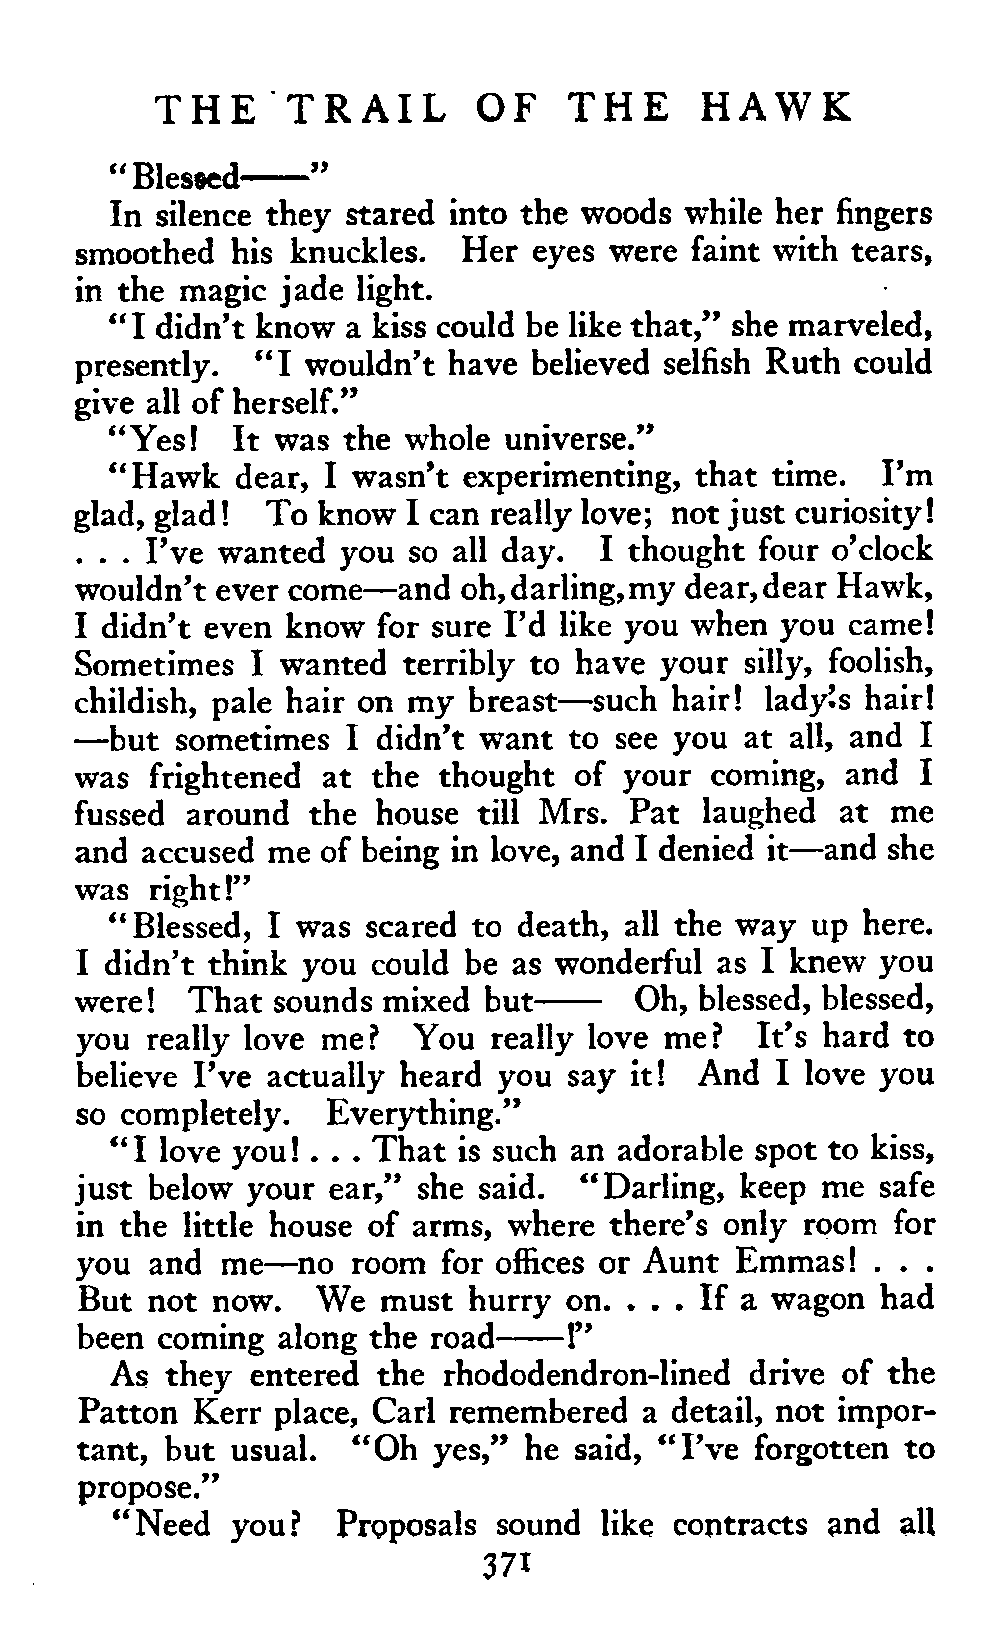 THE TRAIL OF THE HAWK
“Blessed——”
In silence they stared into the woods while her fingers
smoothed his knuckles. Her eyes were faint with tears,
in the magic jade light.
“I didn’t know a kiss could be like that,” she marveled,
presently. “I wouldn’t have believed selfish Ruth could
give all of herself.”
“Yes! It was the whole universe.”
“Hawk dear, I wasn’t experimenting, that time. I’m
glad, glad! To know I can really love; not just curiosity!
. . . I’ve wanted you so all day. I thought four o’clock
wouldn’t ever come—and oh, darling, my dear, dear Hawk,
I didn’t even know for sure I’d like you when you came!
Sometimes I wanted terribly to have your silly, foolish,
childish, pale hair on my breast—such hair! lady’s hair!
—but sometimes I didn’t want to see you at all, and I
was frightened at the thought of your coming, and I
fussed around the house till Mrs. Pat laughed at me
and accused me of being in love, and I denied it—and she
was right!”
“Blessed, I was scared to death, all the way up here.
I didn’t think you could be as wonderful as I knew you
were! That sounds mixed but—— Oh, blessed, blessed,
you really love me? You really love me? It’s hard to
believe I’ve actually heard you say it! And I love you
so completely. Everything.”
“I love you! . . . That is such an adorable spot to kiss,
just below your ear,” she said. “Darling, keep me safe
in the little house of arms, where there’s only room for
you and me—no room for offices or Aunt Emmas! . . .
But not now. We must hurry on. . . . If a wagon had
been coming along the road——!”
As they entered the rhododendron-lined drive of the
Patton Kerr place, Carl remembered a detail, not impor-
tant, but usual. “Oh yes,” he said, “I’ve forgotten to
propose.”
“Need you? Proposals sound like contracts and all
371